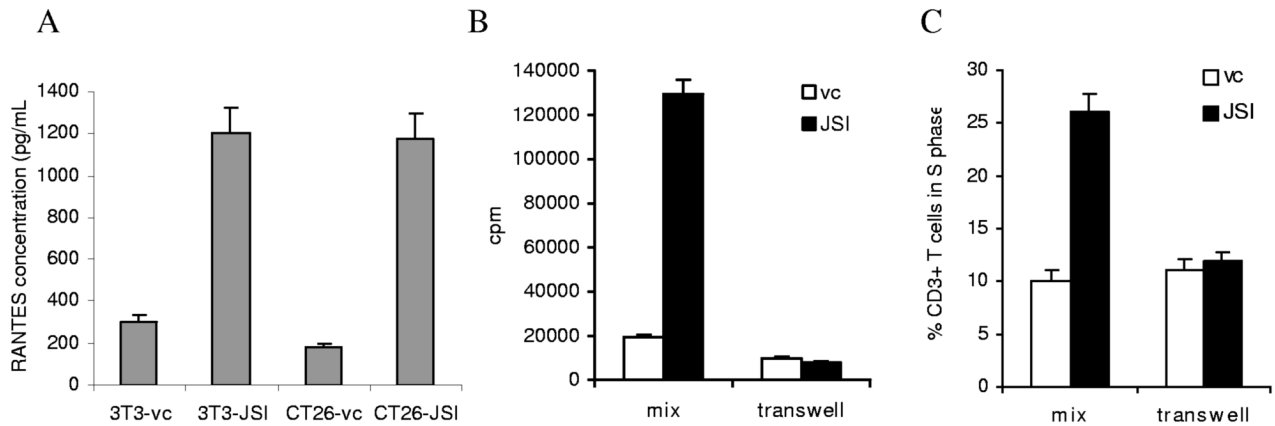 A
RANTES concentration (pg/mL
1400
1200
1000
800
600
400
200
0
3T3-vc 3T3-JSI CT26-vc CT26-JSI
B
cpm
140000
120000
100000
80000
60000
40000
20000
0
vc
JSI
mix transwell
C
% CD3+ T cells in S phase
30
25
20
15
10
5
0
vc
JSI
mix transwell